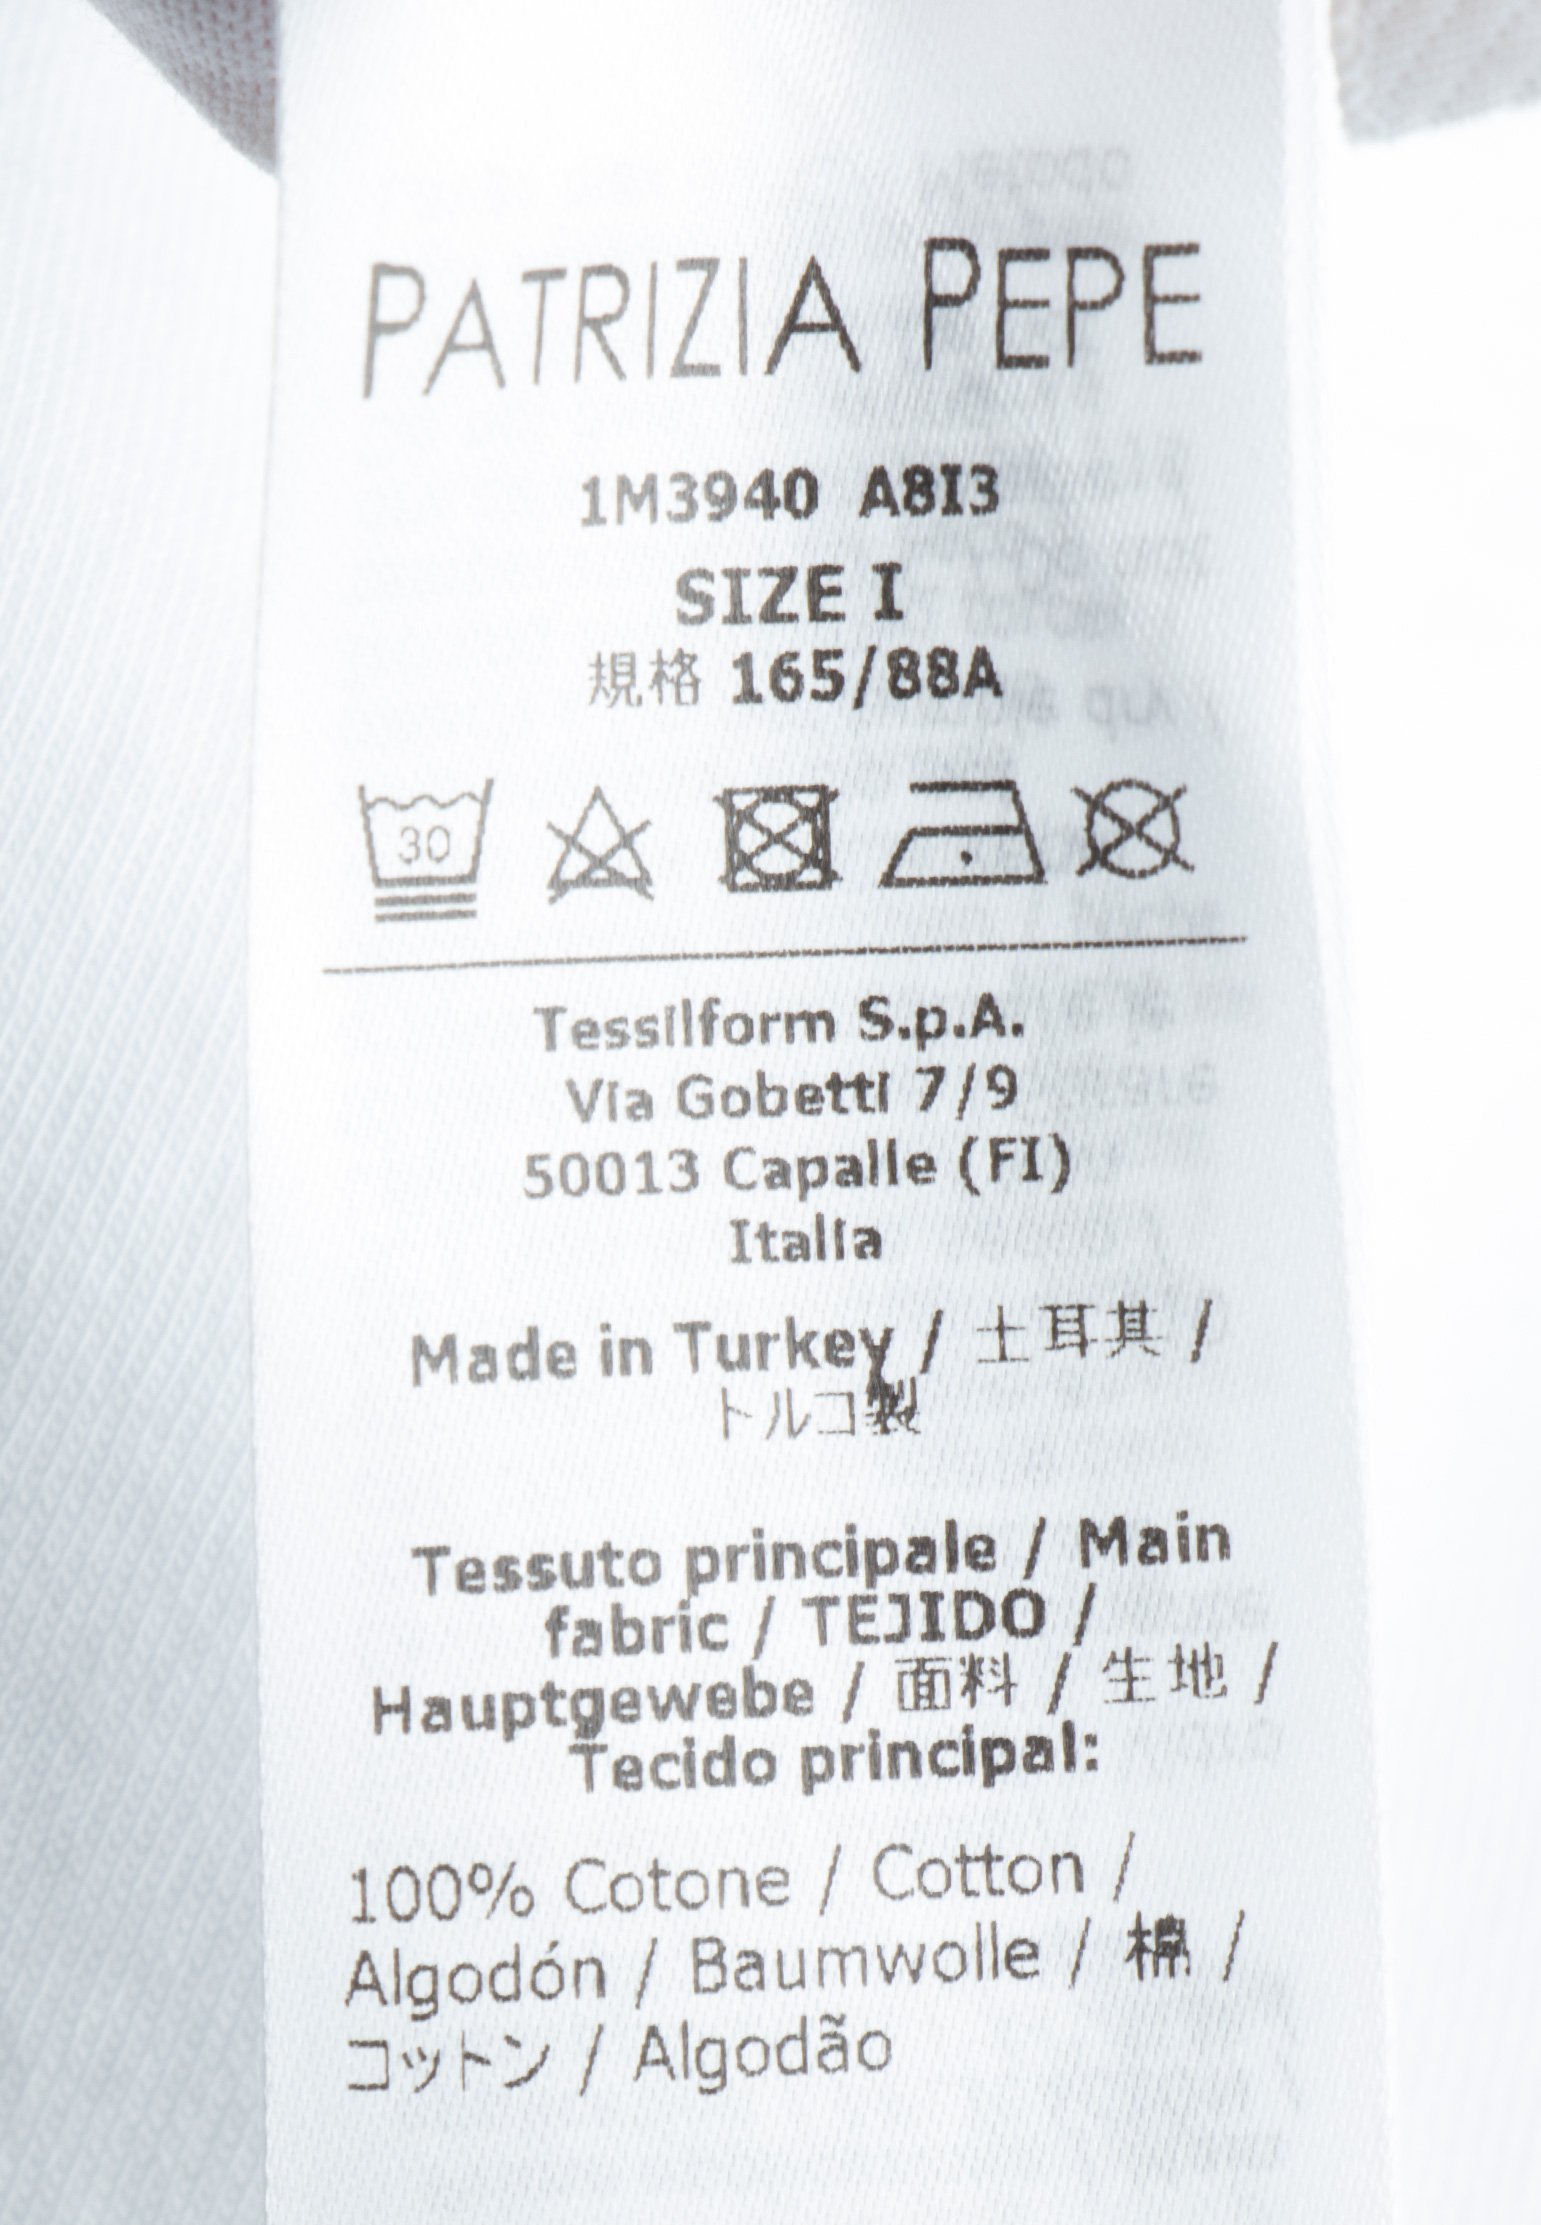 PATRIZIA PEPE
1M3940 A8I3
SIZE I
規格 165/88A
30
Tessilform S.p.A.
Via Gobetti 7/9
50013 Capalle (FI)
Italia
Made in Turkey / 土耳其 /
トルコ製
Tessuto principale / Main
fabric / TEJIDO /
Hauptgewebe / 面料 / 生地 /
Tecido principal:
100% Cotone / Cotton /
Algodón / Baumwolle / 棉 /
コットン / Algodão